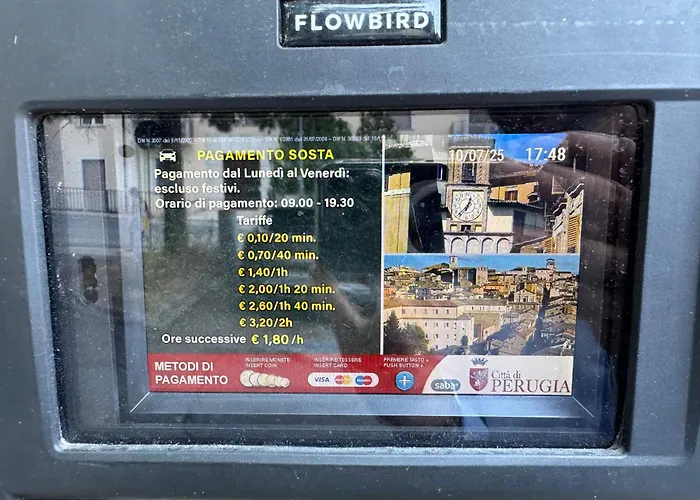 FLOWBIRD
PAGAMENTO SOSTA
10/07/25 17:48
Pagamento dal Lunedì al Venerdì:
escluso festivi.
Orario di pagamento: 09.00 - 19.30
Tariffe
€ 0,10/20 min.
€ 0,70/40 min.
€ 1,40/1h
€ 2,00/1h 20 min.
€ 2,60/1h 40 min.
€ 3,20/2h
Ore successive € 1,80/h
METODI DI
PAGAMENTO
INSERIRE MONETE
INSERT COIN
INSERIRE TESSERE
INSERT CARD
VISA
PREMERE TASTO +
PUSH BUTTON +
saba
Città di
PERUGIA